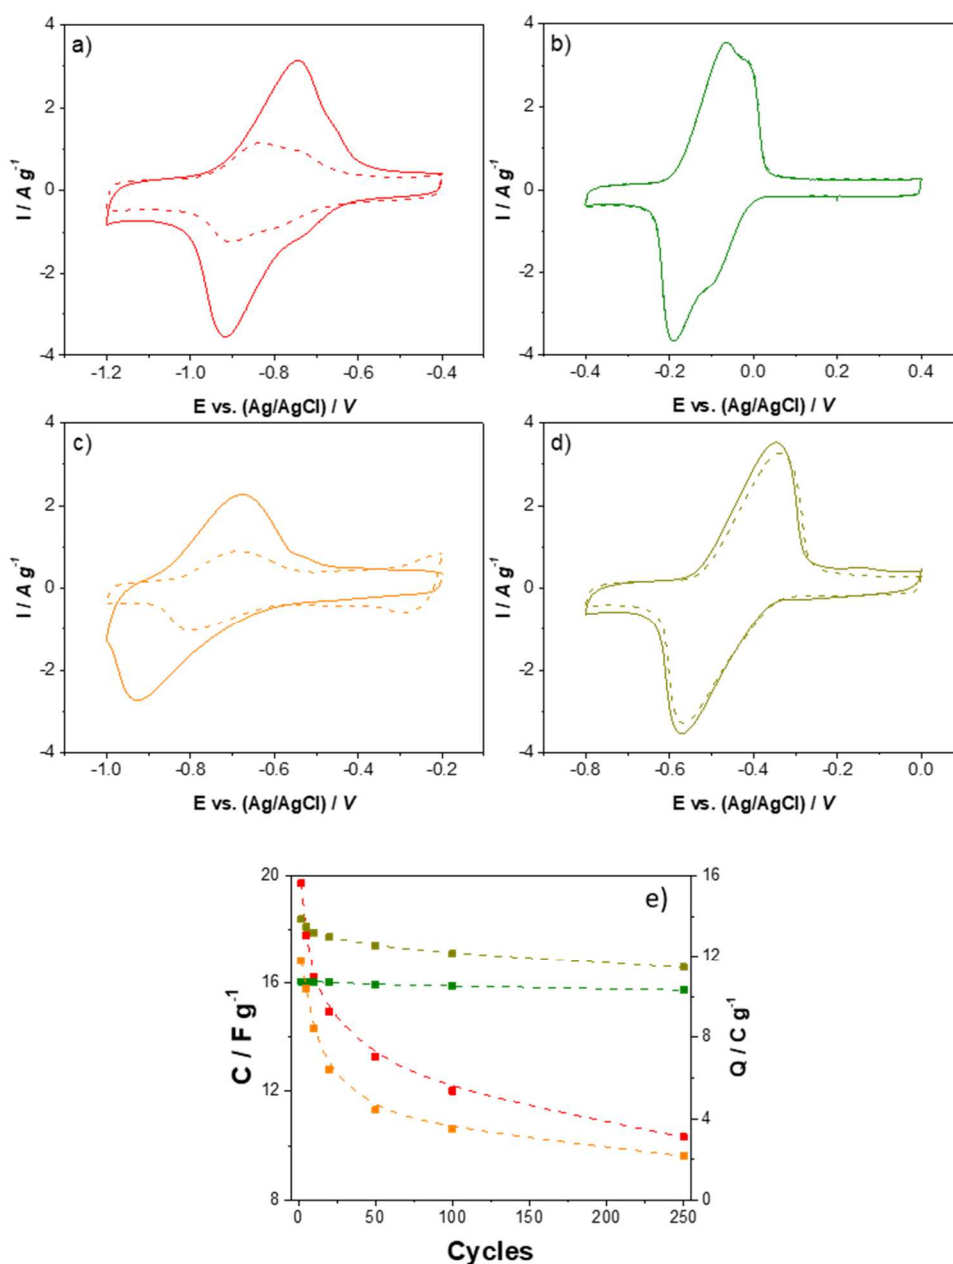 a)
4
2
0
-2
-4
I / A g⁻¹
-1.2 -1.0 -0.8 -0.6 -0.4
E vs. (Ag/AgCl) / V
b)
4
2
0
-2
-4
I / A g⁻¹
-0.4 -0.2 0.0 0.2 0.4
E vs. (Ag/AgCl) / V
c)
4
2
0
-2
-4
I / A g⁻¹
-1.0 -0.8 -0.6 -0.4 -0.2
E vs. (Ag/AgCl) / V
d)
4
2
0
-2
-4
I / A g⁻¹
-0.8 -0.6 -0.4 -0.2 0.0
E vs. (Ag/AgCl) / V
e)
20
16
12
8
C / F g⁻¹
16
12
8
4
0
Q / C g⁻¹
0 50 100 150 200 250
Cycles